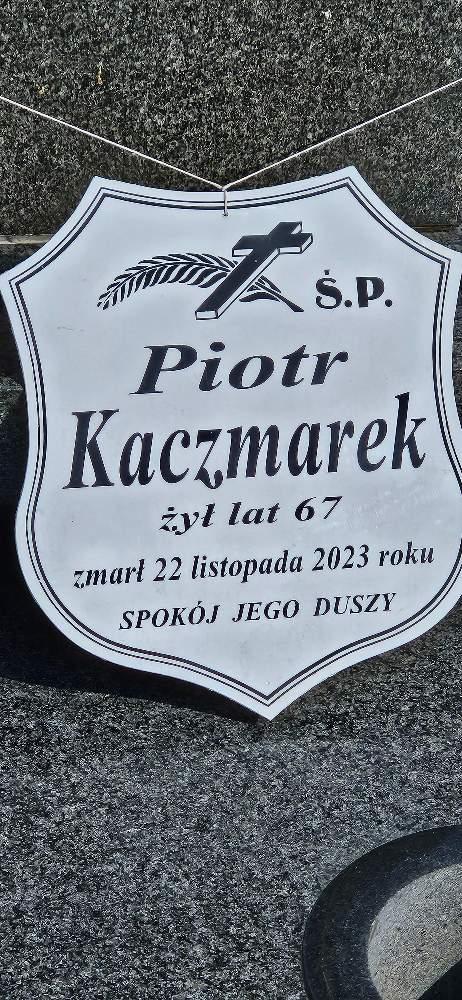 Ś.P.
Piotr
Kaczmarek
żył lat 67
zmarł 22 listopada 2023 roku
SPOKÓJ JEGO DUSZY